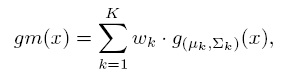 gm(x) = \sum_{k=1}^{K} w_k \cdot g_{(\mu_k, \Sigma_k)}(x),